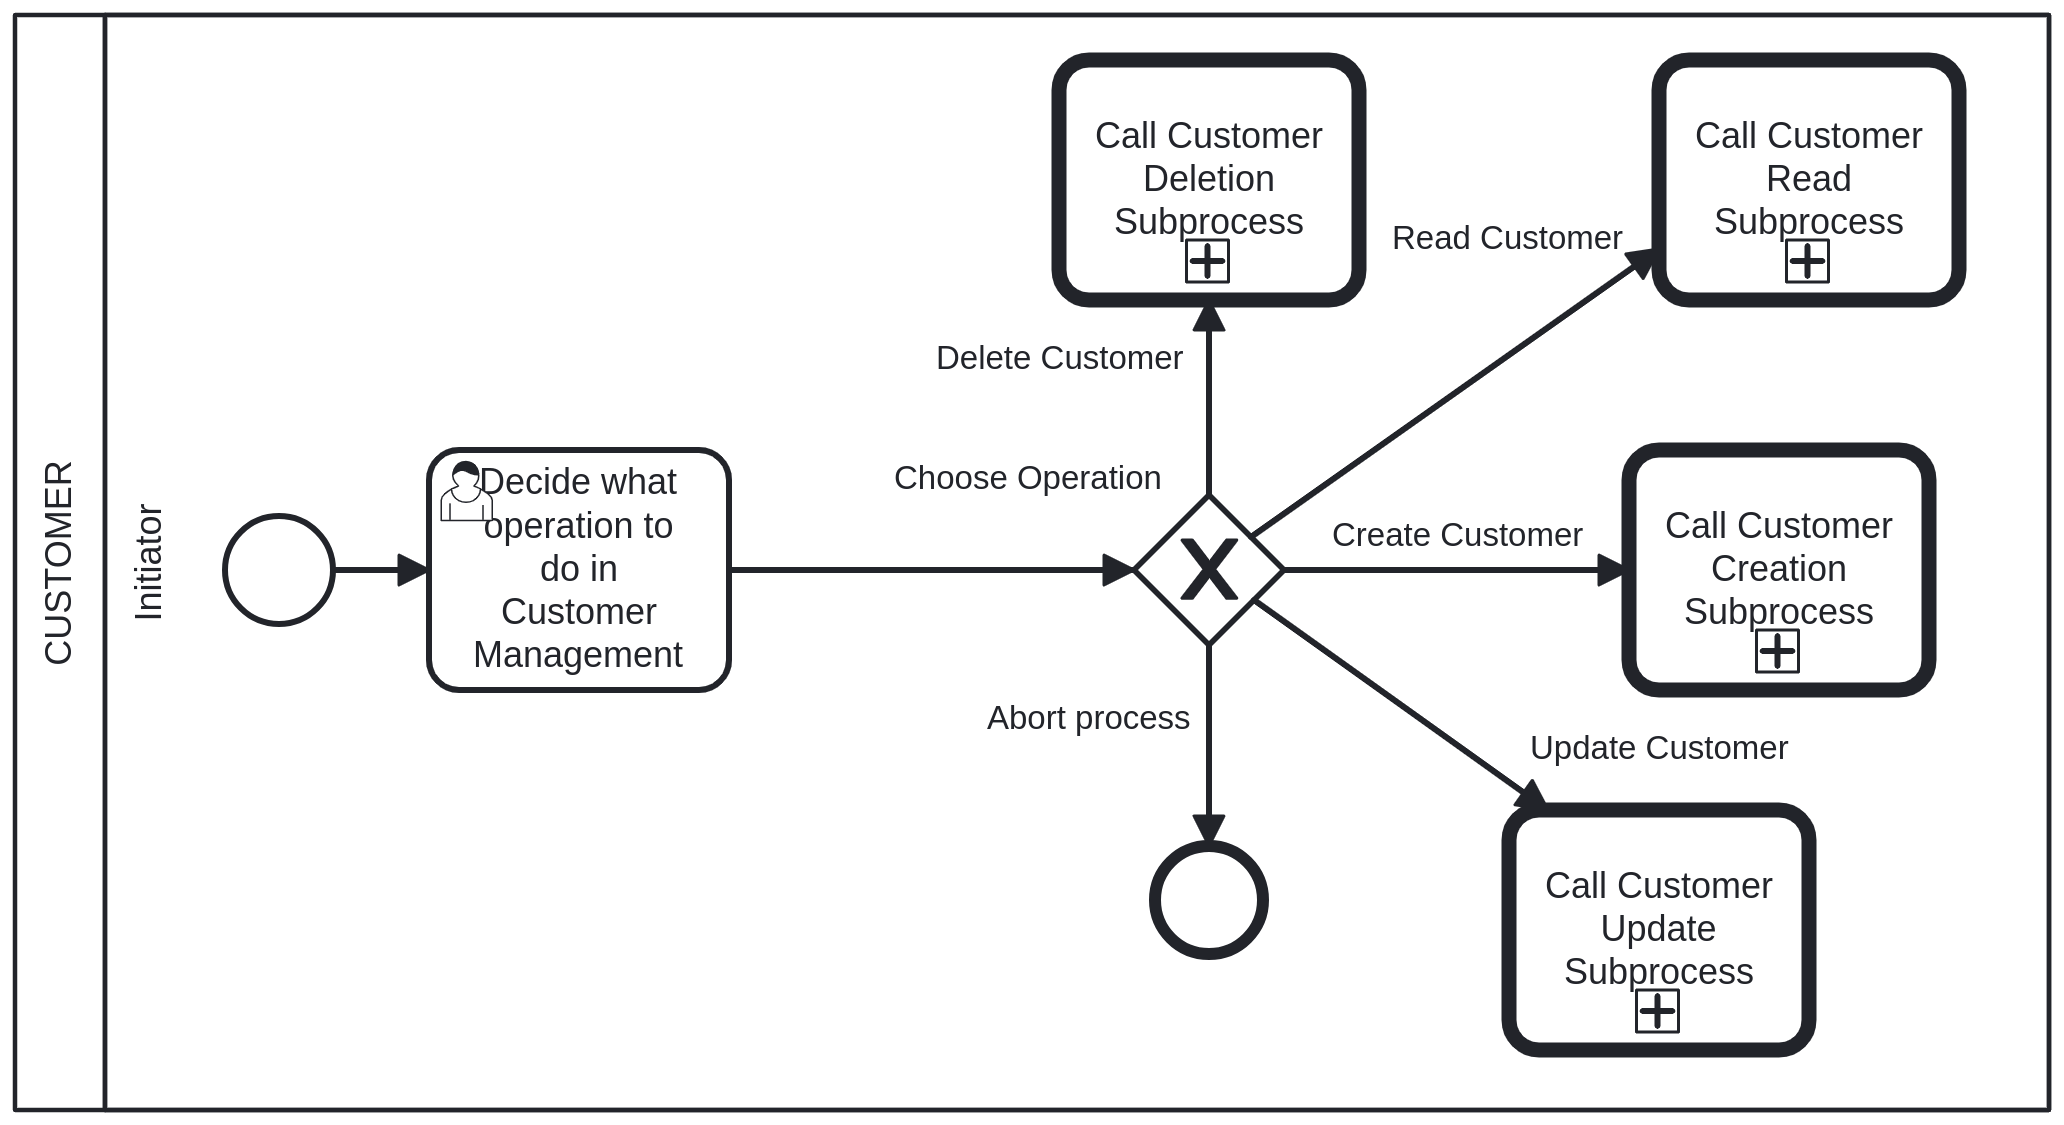 CUSTOMER
Initiator
Decide what
operation to
do in
Customer
Management
Choose Operation
Delete Customer
Call Customer
Deletion
Subprocess
Read Customer
Call Customer
Read
Subprocess
Create Customer
Call Customer
Creation
Subprocess
Abort process
Update Customer
Call Customer
Update
Subprocess